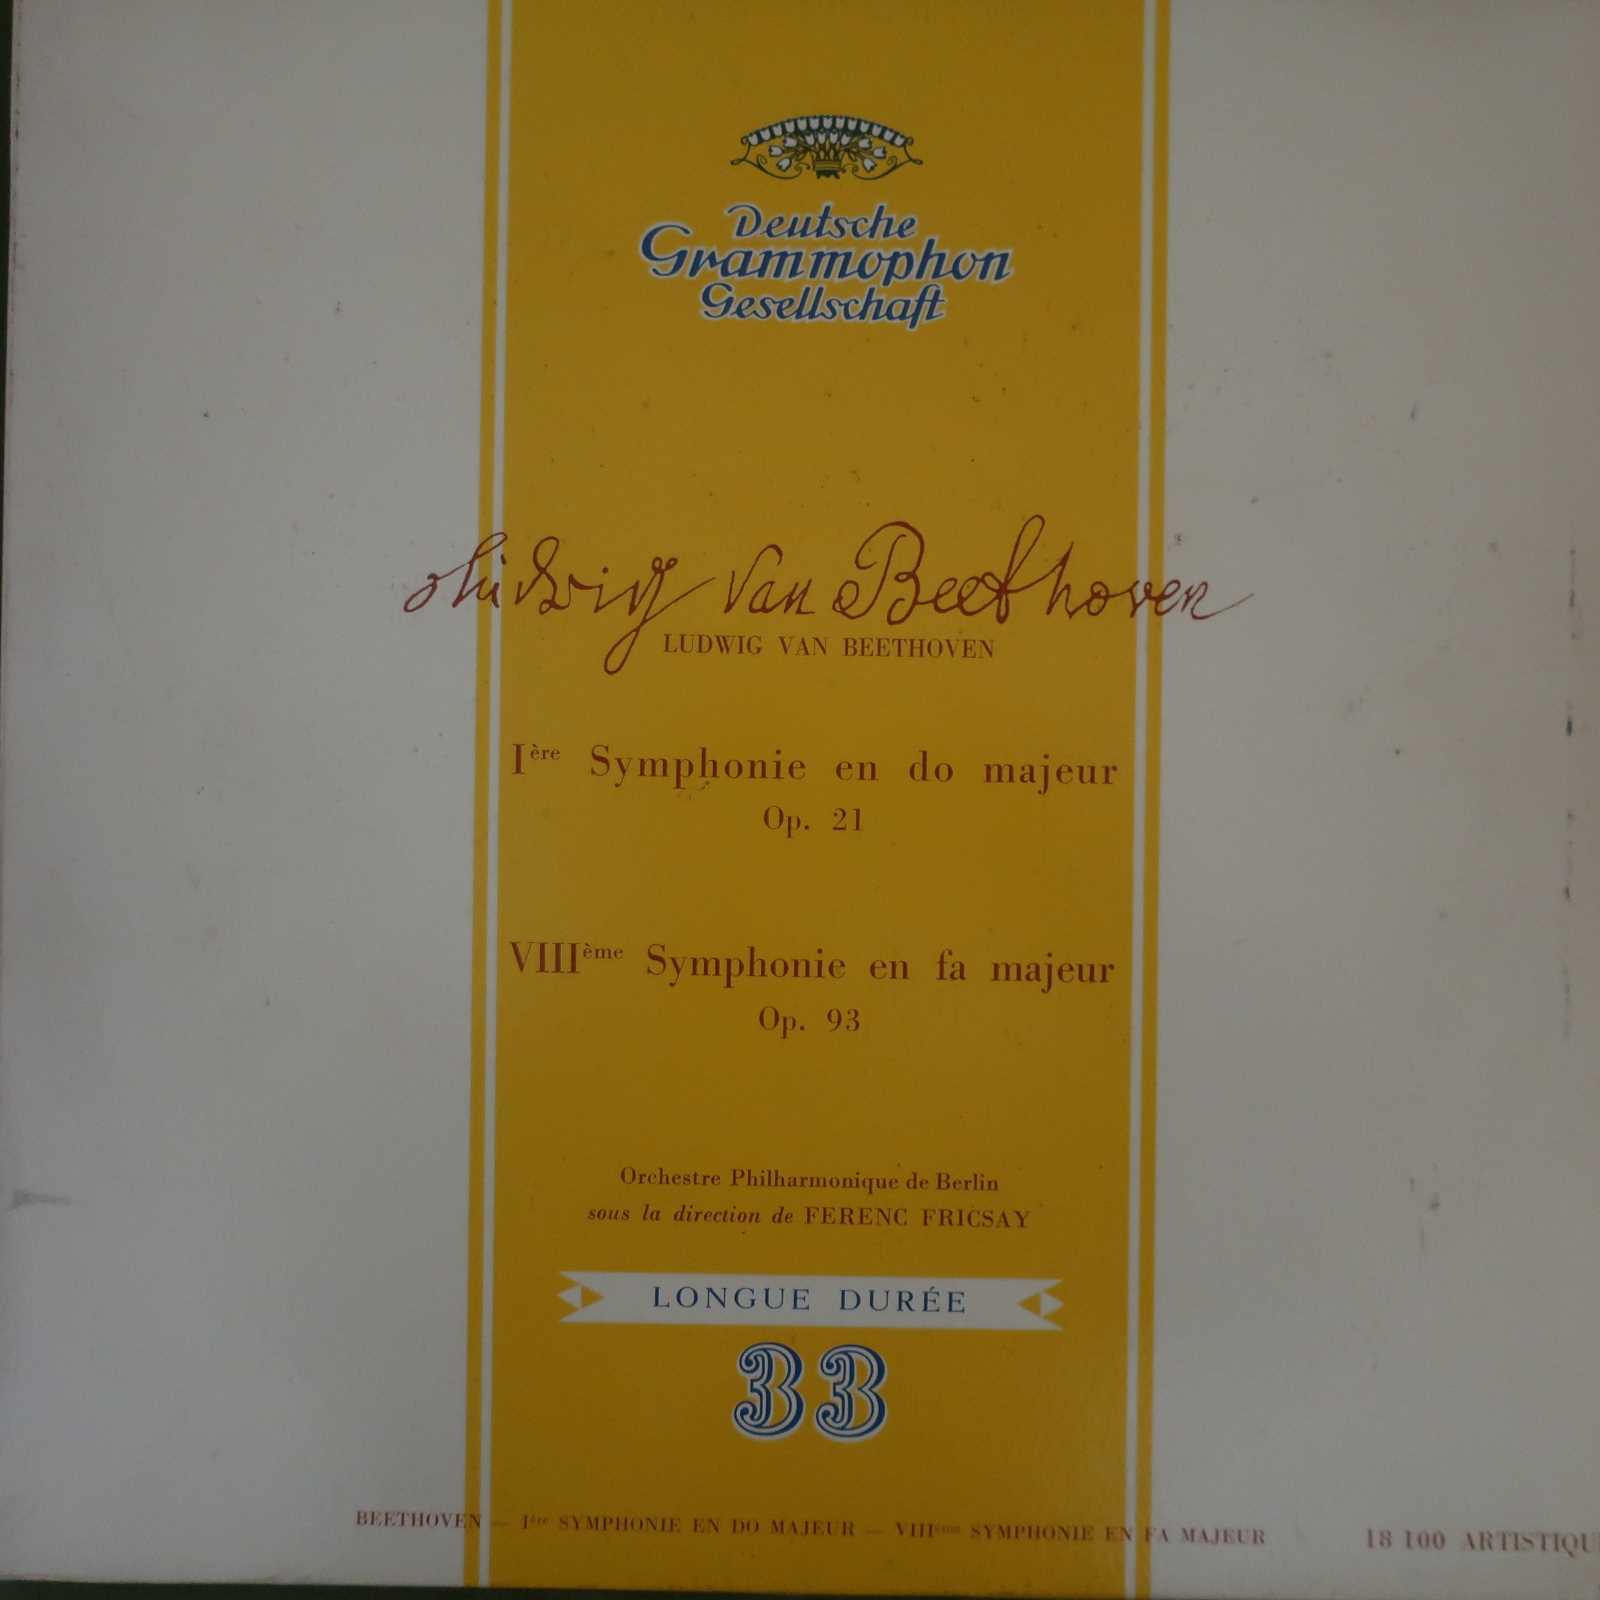 Deutsche
Grammophon
Gesellschaft
Ludwig van Beethoven
LUDWIG VAN BEETHOVEN
Ière Symphonie en do majeur
Op. 21
VIIIème Symphonie en fa majeur
Op. 93
Orchestre Philharmonique de Berlin
sous la direction de FERENC FRICSAY
LONGUE DURÉE
33
BEETHOVEN — Ière SYMPHONIE EN DO MAJEUR — VIIIème SYMPHONIE EN FA MAJEUR 18 100 ARTISTIQU